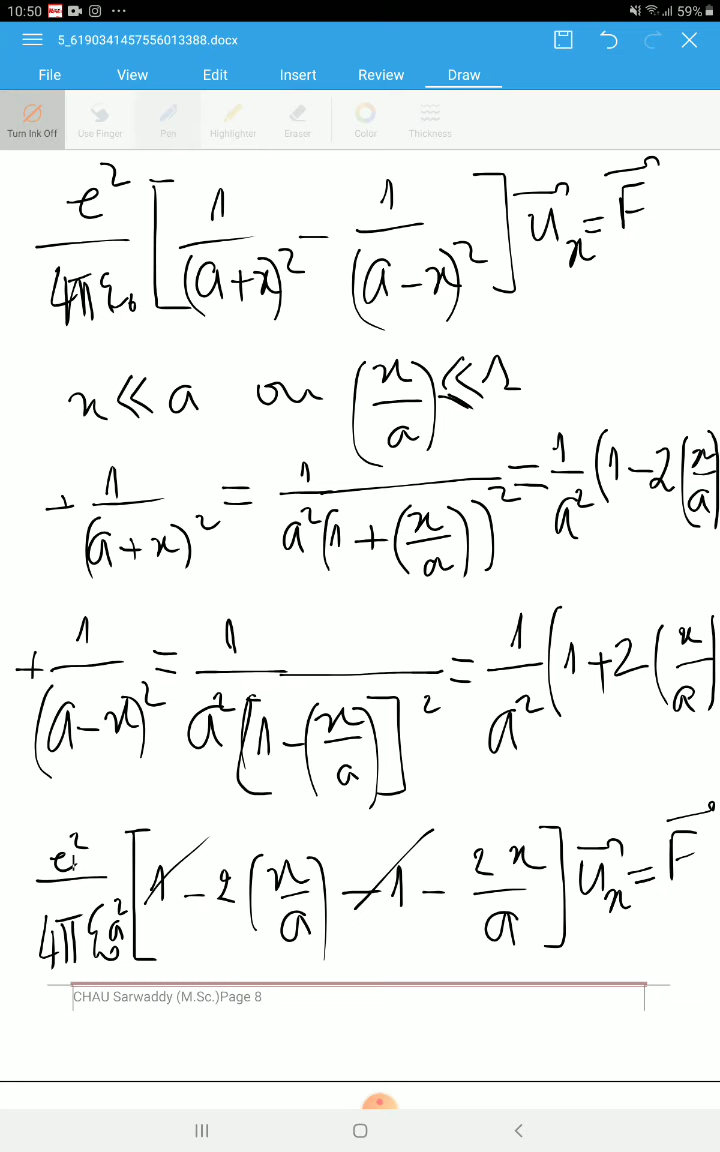 10:50 59%
5_6190341457556013388.docx
File View Edit Insert Review Draw
Turn Ink Off Use Finger Pen Highlighter Eraser Color Thickness
e²/4πε₀ [1/(a+x)² − 1/(a−x)²] u⃗ₓ = F⃗
x ≪ a ou (x/a) ≪ 1
+ 1/(a+x)² = 1/a²(1+(x/a))² = 1/a² (1−2(x/a)
+ 1/(a−x)² = 1/a²[1−(x/a)]² = 1/a² (1+2(x/a)
e²/4πε₀a² [1 − 2(x/a) − 1 − 2x/a] u⃗ₓ = F⃗
CHAU Sarwaddy (M.Sc.)Page 8